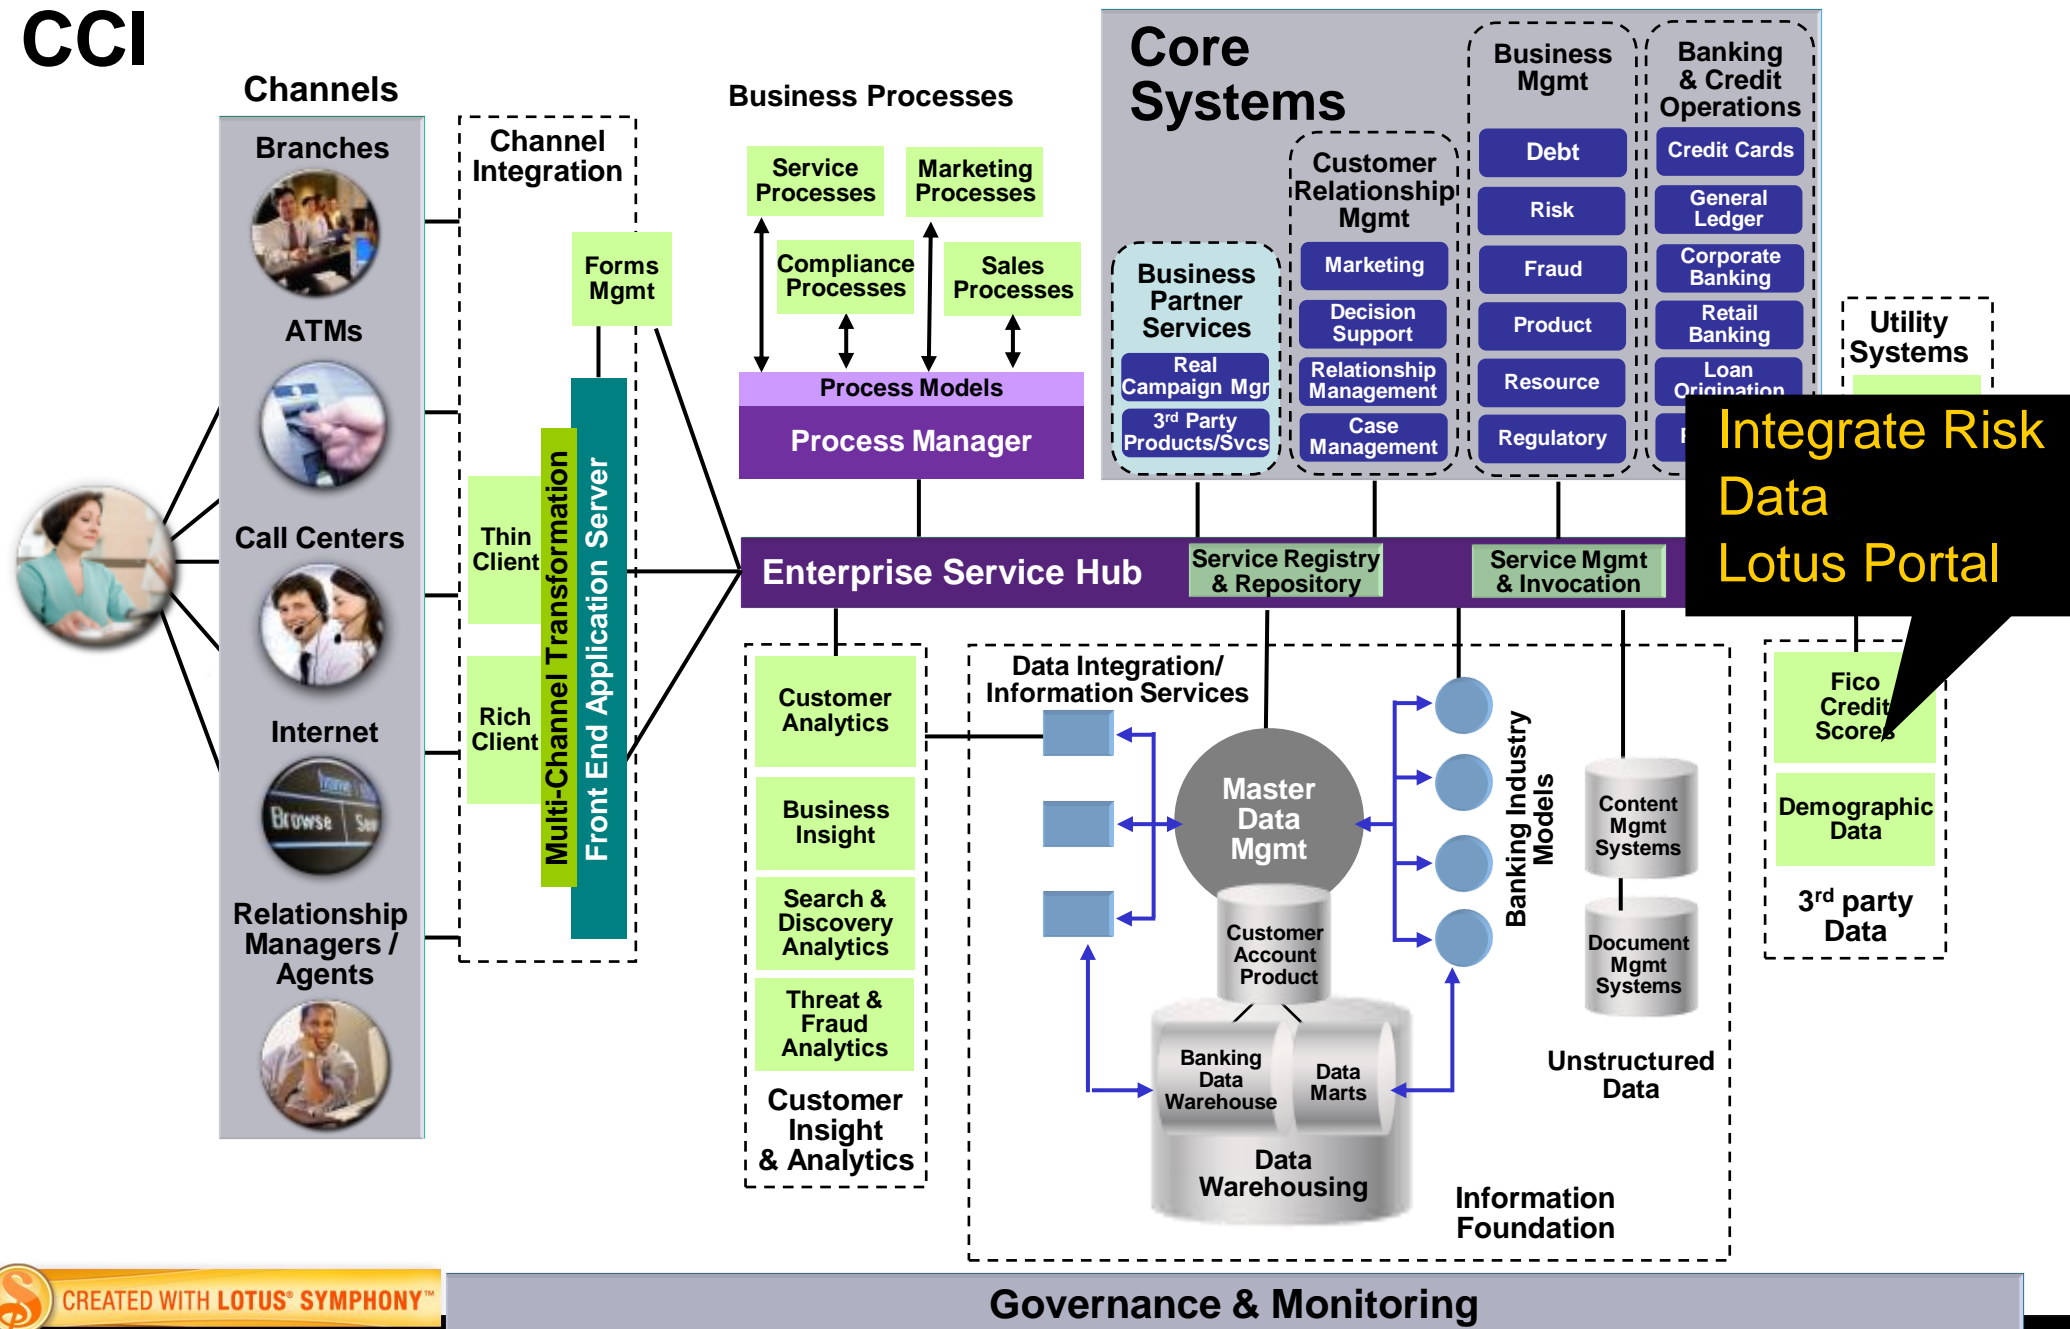 CCI
Channels
Branches
ATMs
Call Centers
Internet
Browse
Relationship
Managers /
Agents
Channel
Integration
Forms
Mgmt
Thin
Client
Rich
Client
Multi-Channel Transformation
Front End Application Server
Business Processes
Service
Processes
Marketing
Processes
Compliance
Processes
Sales
Processes
Process Models
Process Manager
Core
Systems
Business
Partner
Services
Real
Campaign Mgr
3rd Party
Products/Svcs
Customer
Relationship
Mgmt
Marketing
Decision
Support
Relationship
Management
Case
Management
Business
Mgmt
Debt
Risk
Fraud
Product
Resource
Regulatory
Banking
& Credit
Operations
Credit Cards
General
Ledger
Corporate
Banking
Retail
Banking
Loan
Origination
Utility
Systems
Integrate Risk
Data
Lotus Portal
Enterprise Service Hub
Service Registry
& Repository
Service Mgmt
& Invocation
Customer
Analytics
Business
Insight
Search &
Discovery
Analytics
Threat &
Fraud
Analytics
Customer
Insight
& Analytics
Data Integration/
Information Services
Master
Data
Mgmt
Customer
Account
Product
Banking
Data
Warehouse
Data
Marts
Data
Warehousing
Banking Industry
Models
Content
Mgmt
Systems
Document
Mgmt
Systems
Unstructured
Data
Information
Foundation
Fico
Credit
Scores
Demographic
Data
3rd party
Data
CREATED WITH LOTUS® SYMPHONY™
Governance & Monitoring